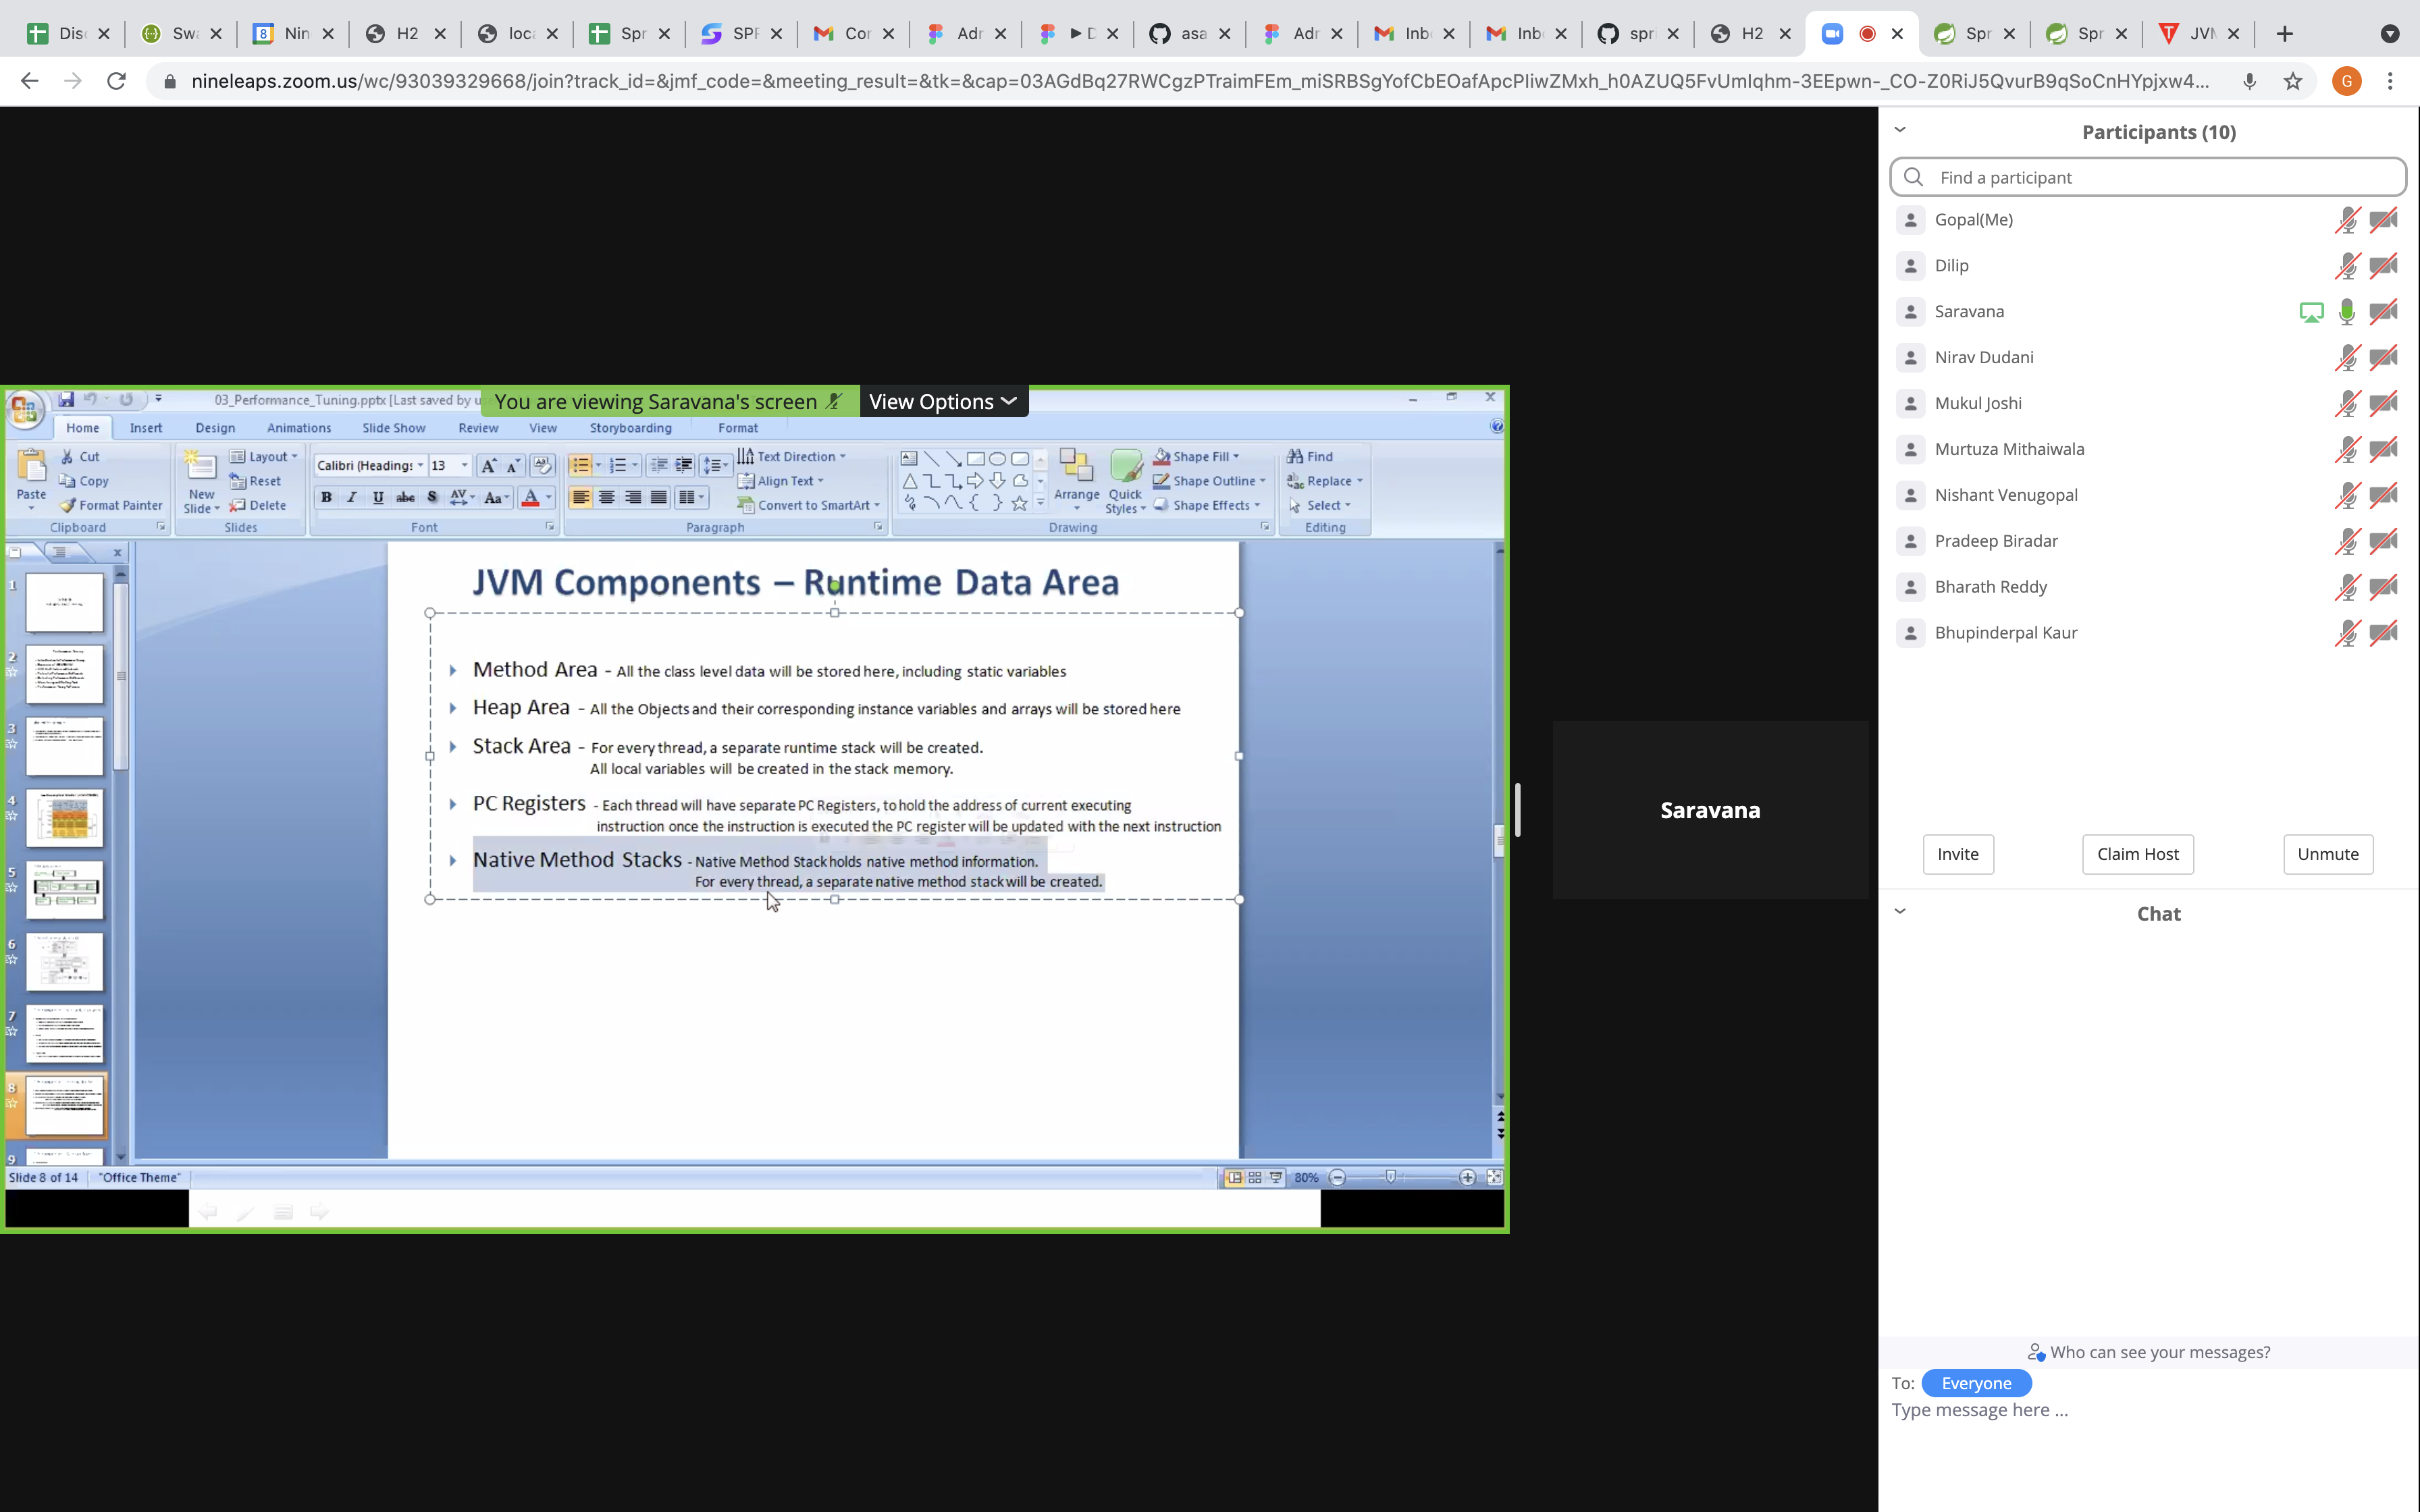 Dis
Swa
Nin
H2
loca
Spr
SPR
Cor
Adr
asa
Adr
Inb
Inb
spri
H2
Spr
Spr
JVM
nineleaps.zoom.us/wc/93039329668/join?track_id=&jmf_code=&meeting_result=&tk=&cap=03AGdBq27RWCgzPTraimFEm_miSRBSgYofCbEOafApcPIiwZMxh_h0AZUQ5FvUmIqhm-3EEpwn-_CO-Z0RiJ5QvurB9qSoCnHYpjxw4...
G
03_Performance_Tuning.pptx [Last saved by u
You are viewing Saravana's screen
View Options
Home Insert Design Animations Slide Show Review View Storyboarding Format
Paste
Cut
Copy
Format Painter
Clipboard
New Slide
Layout
Reset
Delete
Slides
Calibri (Headings 13
Font
Text Direction
Align Text
Convert to SmartArt
Paragraph
Arrange
Quick Styles
Shape Fill
Shape Outline
Shape Effects
Drawing
Find
Replace
Select
Editing
1
2
3
4
5
6
7
8
9
JVM Components – Runtime Data Area
Method Area - All the class level data will be stored here, including static variables
Heap Area - All the Objects and their corresponding instance variables and arrays will be stored here
Stack Area - For every thread, a separate runtime stack will be created.
All local variables will be created in the stack memory.
PC Registers - Each thread will have separate PC Registers, to hold the address of current executing
instruction once the instruction is executed the PC register will be updated with the next instruction
Native Method Stacks - Native Method Stack holds native method information.
For every thread, a separate native method stack will be created.
Slide 8 of 14 "Office Theme"
80%
Saravana
Participants (10)
Find a participant
Gopal(Me)
Dilip
Saravana
Nirav Dudani
Mukul Joshi
Murtuza Mithaiwala
Nishant Venugopal
Pradeep Biradar
Bharath Reddy
Bhupinderpal Kaur
Invite Claim Host Unmute
Chat
Who can see your messages?
To: Everyone
Type message here ...